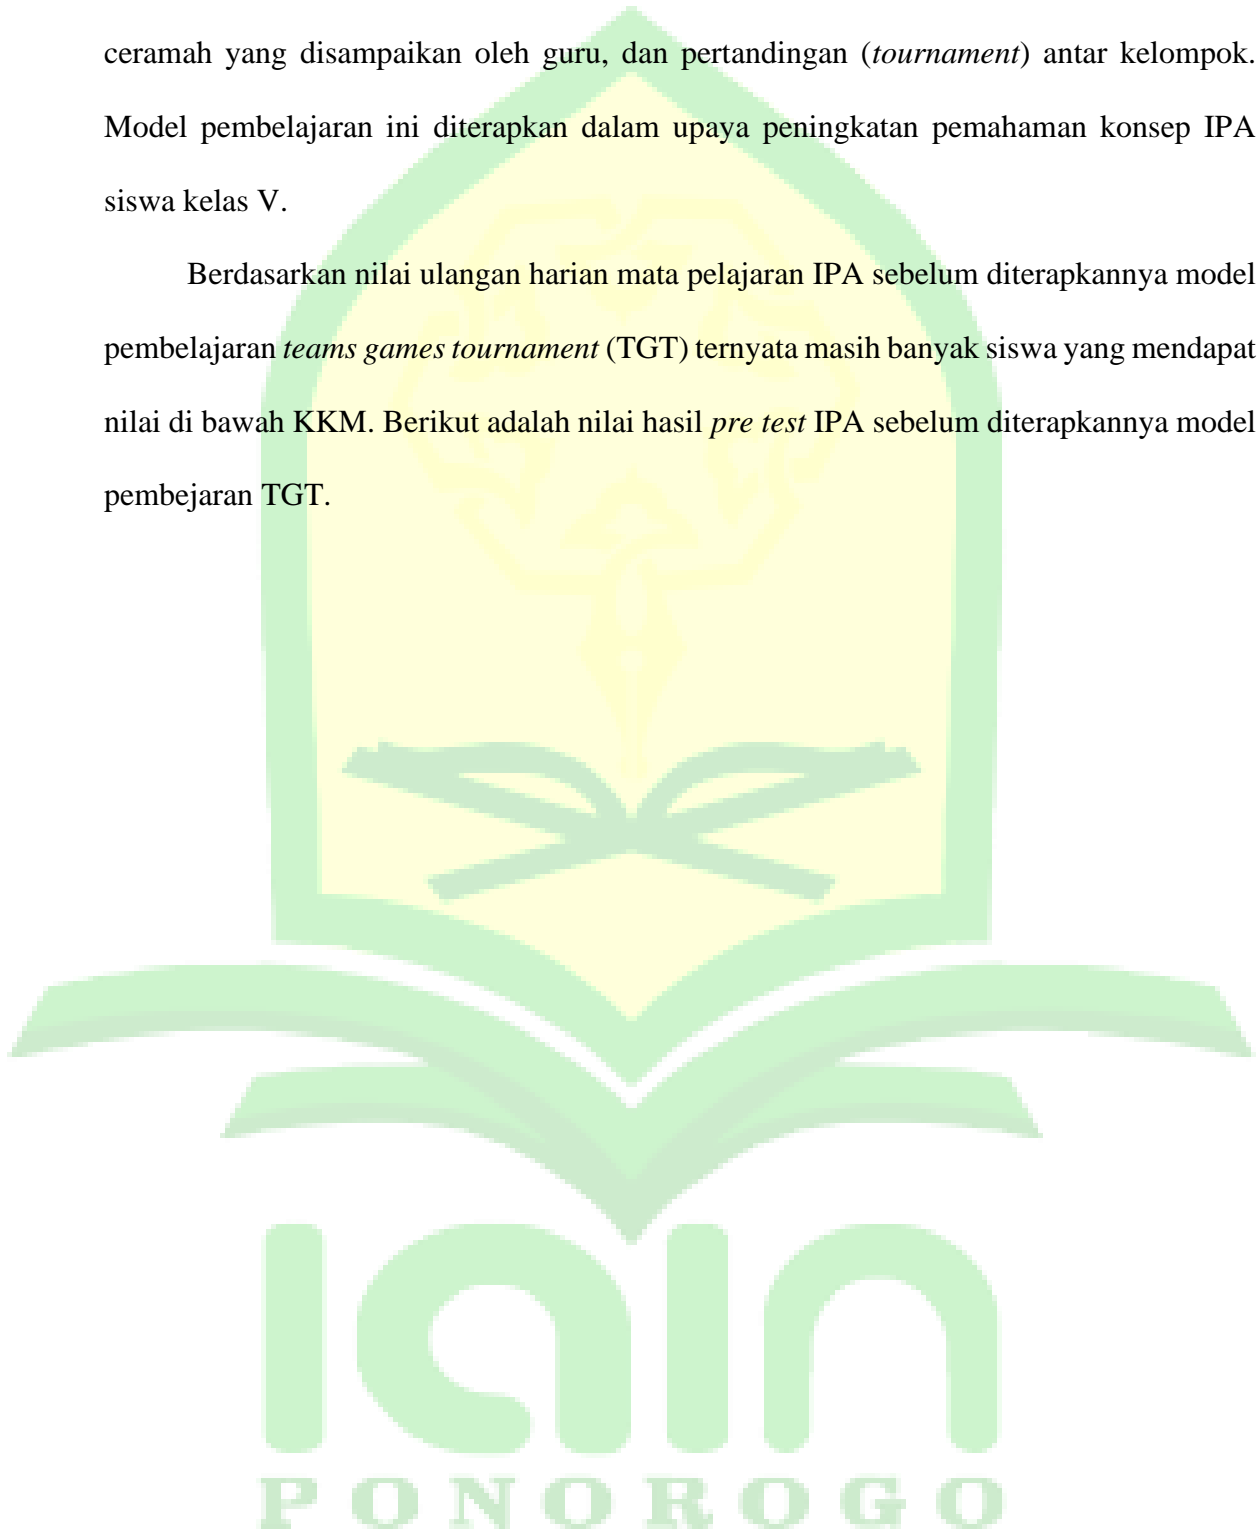 ceramah yang disampaikan oleh guru, dan pertandingan (tournament) antar kelompok.
Model pembelajaran ini diterapkan dalam upaya peningkatan pemahaman konsep IPA
siswa kelas V.
Berdasarkan nilai ulangan harian mata pelajaran IPA sebelum diterapkannya model
pembelajaran teams games tournament (TGT) ternyata masih banyak siswa yang mendapat
nilai di bawah KKM. Berikut adalah nilai hasil pre test IPA sebelum diterapkannya model
pembejaran TGT.
iain
PONOROGO